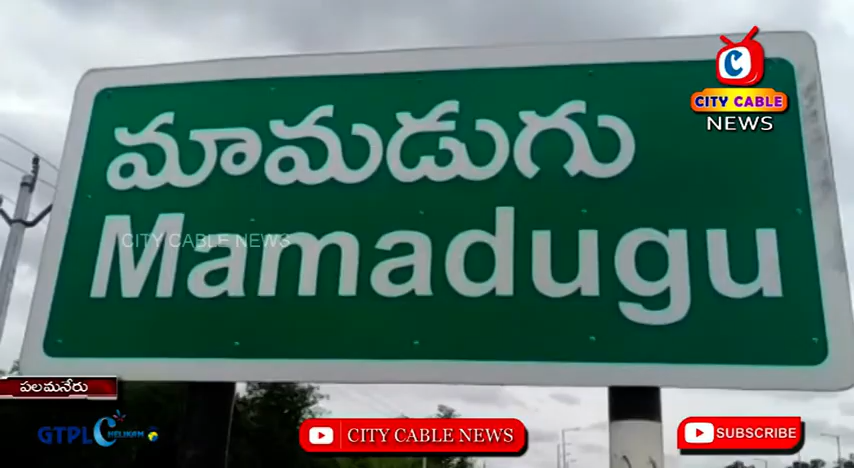 C
CITY CABLE
NEWS
మామడుగు
Mamadugu
CITY CABLE NEWS
పలమనేరు
GTPL
CITY CABLE NEWS
SUBSCRIBE